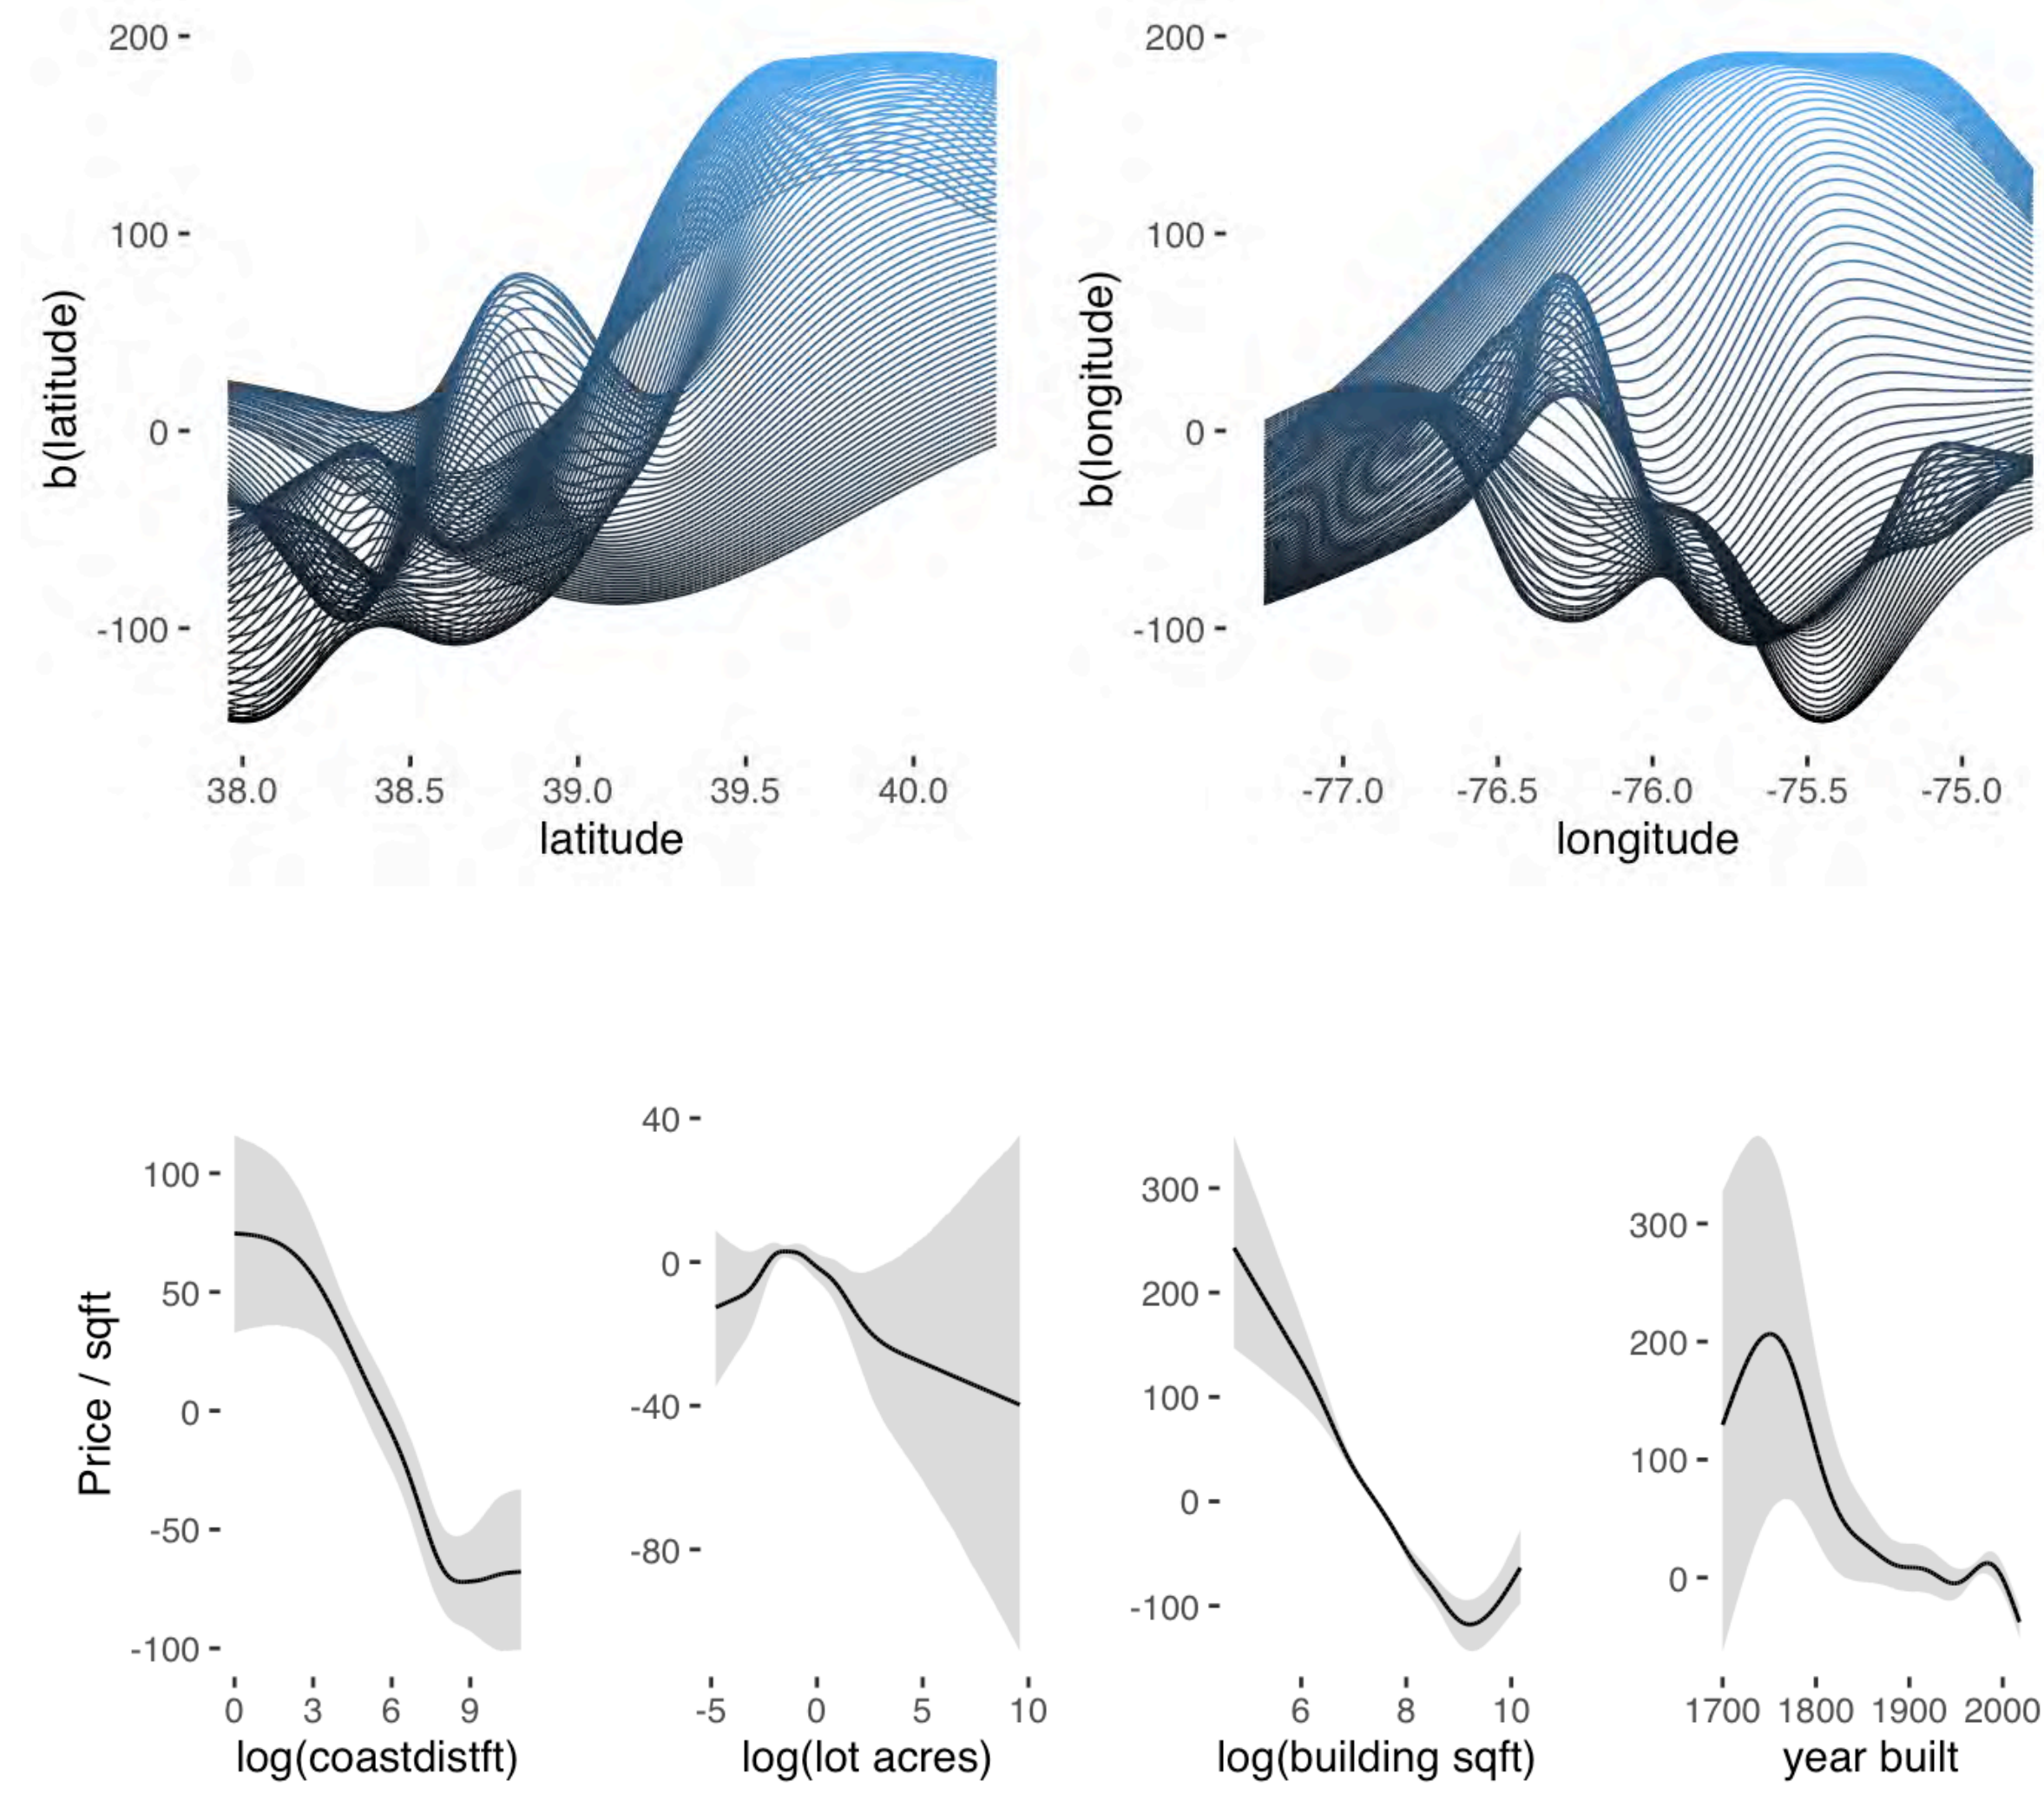 200
100
0
-100
b(latitude)
38.0 38.5 39.0 39.5 40.0
latitude
200
100
0
-100
b(longitude)
-77.0 -76.5 -76.0 -75.5 -75.0
longitude
Price / sqft
100
50
0
-50
-100
0 3 6 9
log(coastdistft)
40
0
-40
-80
-5 0 5 10
log(lot acres)
300
200
100
0
-100
6 8 10
log(building sqft)
300
200
100
0
1700 1800 1900 2000
year built